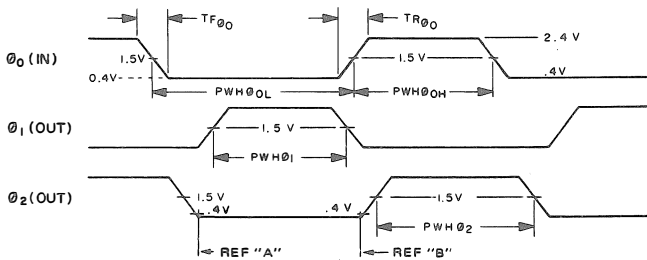 TFØ0 TRØ0
Ø0 (IN) 1.5V 1.5 V 2.4 V
0.4V .4V
PWHØ0L PWHØ0H
Ø1 (OUT) 1.5 V
PWHØ1
Ø2 (OUT) 1.5 V .4V .4 V 1.5V
PWHØ2
REF "A" REF "B"